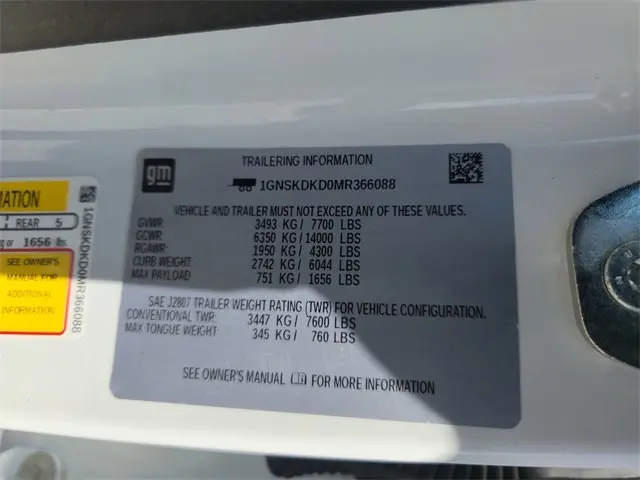 gm
TRAILERING INFORMATION
1GNSKDKD0MR366088
VEHICLE AND TRAILER MUST NOT EXCEED ANY OF THESE VALUES.
GVWR: 3493 KG / 7700 LBS
GCWR: 6350 KG / 14000 LBS
RGAWR: 1950 KG / 4300 LBS
CURB WEIGHT: 2742 KG / 6044 LBS
MAX PAYLOAD: 751 KG / 1656 LBS
SAE J2807 TRAILER WEIGHT RATING (TWR) FOR VEHICLE CONFIGURATION.
CONVENTIONAL TWR: 3447 KG / 7600 LBS
MAX TONGUE WEIGHT: 345 KG / 760 LBS
SEE OWNER'S MANUAL FOR MORE INFORMATION
MATION
REAR 5
or 1656 lbs
SEE OWNER'S
MANUAL FOR
ADDITIONAL
INFORMATION
1GNSKDKD0MR366088